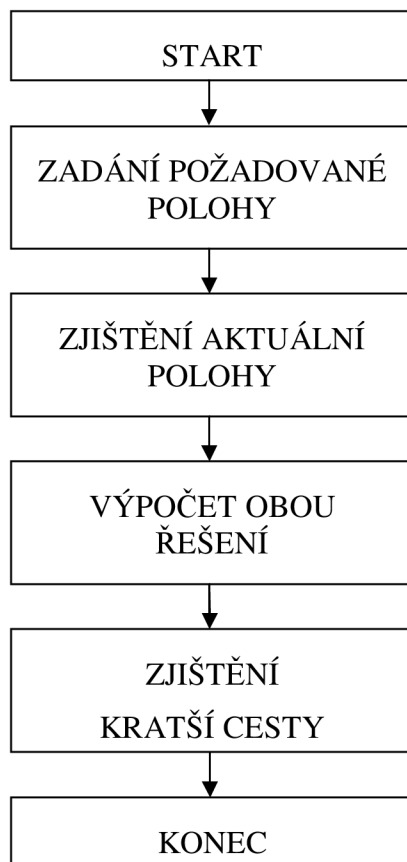 START
ZADÁNÍ POŽADOVANÉ
POLOHY
ZJIŠTĚNÍ AKTUÁLNÍ
POLOHY
VÝPOČET OBOU
ŘEŠENÍ
ZJIŠTĚNÍ
KRATŠÍ CESTY
KONEC